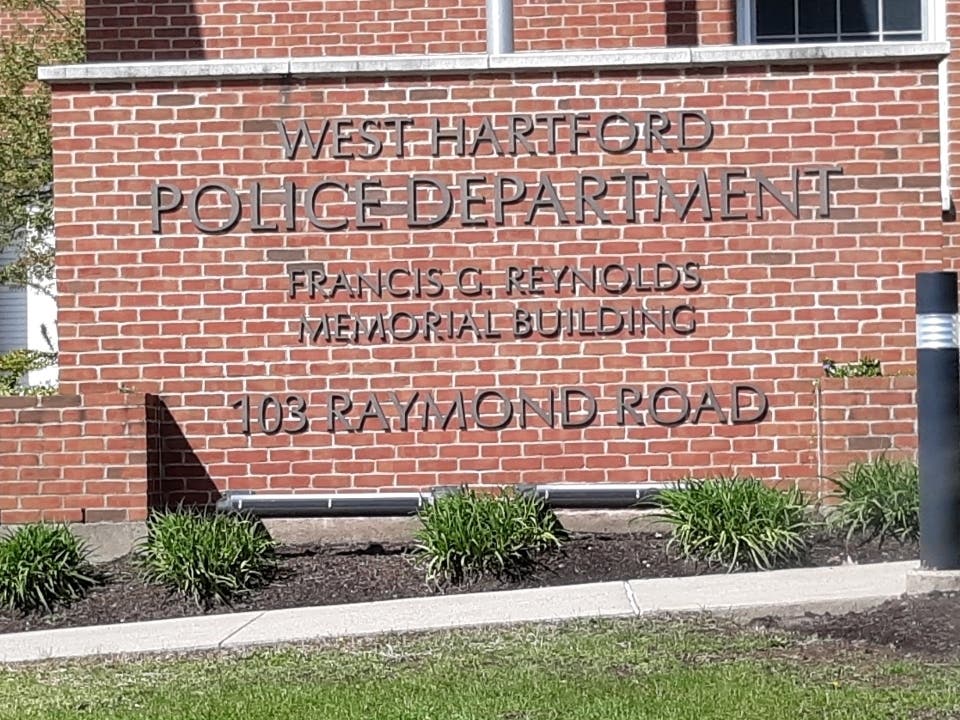 WEST HARTFORD
POLICE DEPARTMENT
FRANCIS G. REYNOLDS
MEMORIAL BUILDING
103 RAYMOND ROAD